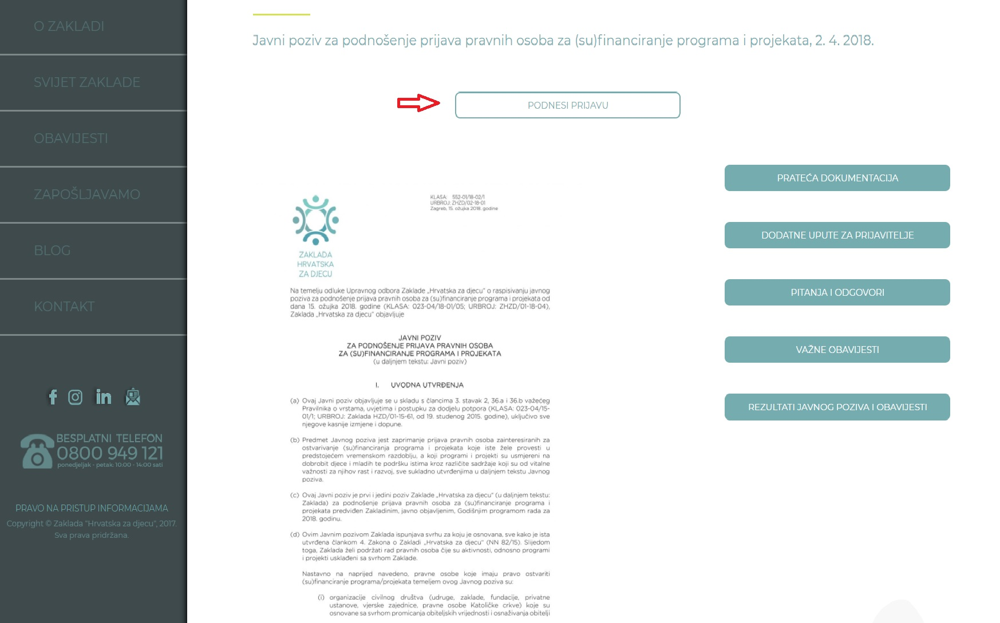 O ZAKLADI
SVIJET ZAKLADE
OBAVIJESTI
ZAPOŠLJAVAMO
BLOG
KONTAKT
BESPLATNI TELEFON
0800 949 121
ponedjeljak - petak: 10:00 - 14:00 sati
PRAVO NA PRISTUP INFORMACIJAMA
Copyright © Zaklada "Hrvatska za djecu", 2017.
Sva prava pridržana.
Javni poziv za podnošenje prijava pravnih osoba za (su)financiranje programa i projekata, 2. 4. 2018.
PODNESI PRIJAVU
KLASA: 552-01/18-02/1
URBROJ: ZHZD/02-18-01
Zagreb, 15. ožujka 2018. godine
ZAKLADA
HRVATSKA
ZA DJECU
Na temelju odluke Upravnog odbora Zaklade „Hrvatska za djecu" o raspisivanju javnog
poziva za podnošenje prijava pravnih osoba za (su)financiranje programa i projekata od
dana 15. ožujka 2018. godine (KLASA: 023-04/18-01/05; URBROJ: ZHZD/01-18-04),
Zaklada „Hrvatska za djecu" objavljuje
JAVNI POZIV
ZA PODNOŠENJE PRIJAVA PRAVNIH OSOBA
ZA (SU)FINANCIRANJE PROGRAMA I PROJEKATA
(u daljnjem tekstu: Javni poziv)
I. UVODNA UTVRĐENJA
(a) Ovaj Javni poziv objavljuje se u skladu s člancima 3. stavak 2, 36.a i 36.b važećeg
Pravilnika o vrstama, uvjetima i postupku za dodjelu potpora (KLASA: 023-04/15-
01/1; URBROJ: Zaklada HZD/01-15-61, od 19. studenog 2015. godine), uključivo sve
njegove kasnije izmjene i dopune.
(b) Predmet Javnog poziva jest zaprimanje prijava pravnih osoba zainteresiranih za
ostvarivanje (su)financiranja programa i projekata koje iste žele provesti u
predstojećem vremenskom razdoblju, a koji programi i projekti su usmjereni na
dobrobit djece i mladih te podršku istima kroz različite sadržaje koji su od vitalne
važnosti za njihov rast i razvoj, sve sukladno utvrđenjima u daljnjem tekstu Javnog
poziva.
(c) Ovaj Javni poziv je prvi i jedini poziv Zaklade „Hrvatska za djecu" (u daljnjem tekstu:
Zaklada) za podnošenje prijava pravnih osoba za (su)financiranje programa i
projekata predviđen Zakladinim, javno objavljenim, Godišnjim programom rada za
2018. godinu.
(d) Ovim Javnim pozivom Zaklada ispunjava svrhu za koju je osnovana, sve kako je ista
utvrđena člankom 4. Zakona o Zakladi „Hrvatska za djecu" (NN 82/15). Slijedom
toga, Zaklada želi podržati rad pravnih osoba čije su aktivnosti, odnosno programi
i projekti usklađeni sa svrhom Zaklade.
Nastavno na naprijed navedeno, pravne osobe koje imaju pravo ostvariti
(su)financiranje programa/projekata temeljem ovog Javnog poziva su:
(i) organizacije civilnog društva (udruge, zaklade, fundacije, privatne
ustanove, vjerske zajednice, pravne osobe Katoličke crkve) koje su
osnovane sa svrhom promicanja obiteljskih vrijednosti i osnaživanja obitelji
PRATEĆA DOKUMENTACIJA
DODATNE UPUTE ZA PRIJAVITELJE
PITANJA I ODGOVORI
VAŽNE OBAVIJESTI
REZULTATI JAVNOG POZIVA I OBAVIJESTI